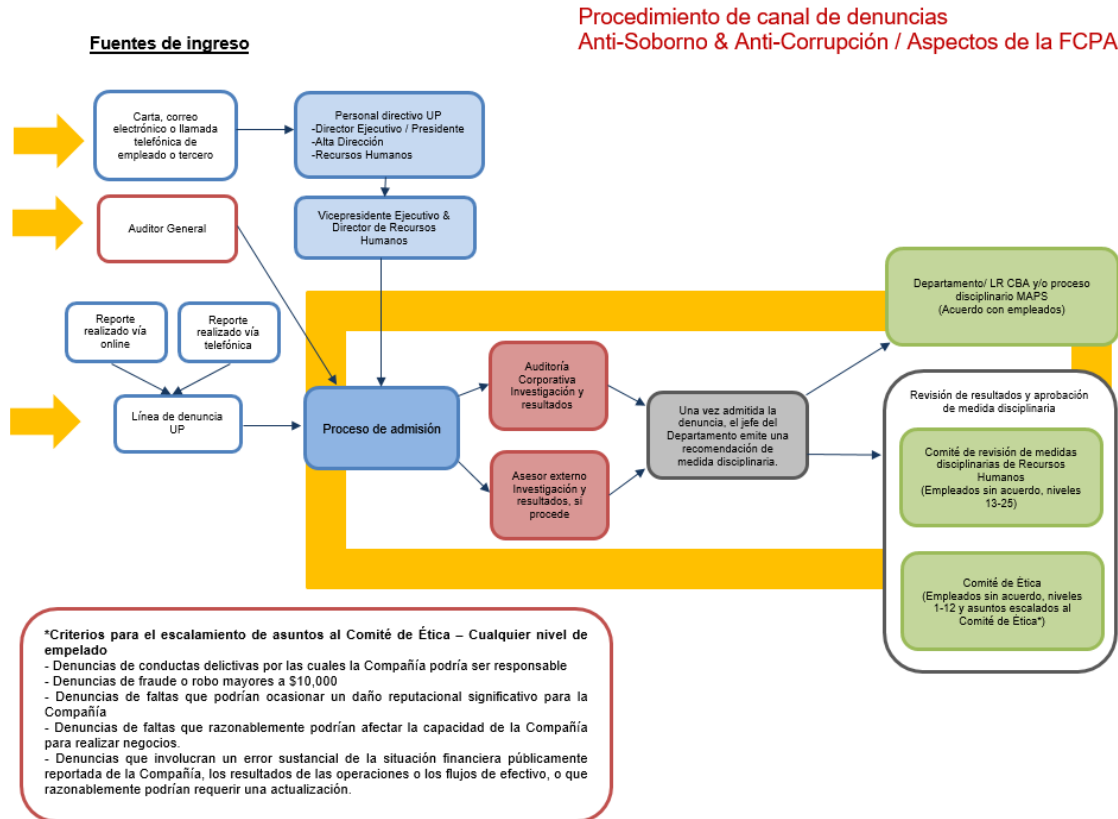 Procedimiento de canal de denuncias
Anti-Soborno & Anti-Corrupción / Aspectos de la FCPA
Fuentes de ingreso
Carta, correo
electrónico o llamada
telefónica de
empleado o tercero
Personal directivo UP
-Director Ejecutivo / Presidente
-Alta Dirección
-Recursos Humanos
Auditor General
Vicepresidente Ejecutivo &
Director de Recursos
Humanos
Reporte
realizado vía
online
Reporte
realizado vía
telefónica
Línea de denuncia
UP
Proceso de admisión
Auditoría
Corporativa
Investigación y
resultados
Asesor externo
Investigación y
resultados, si
procede
Una vez admitida la
denuncia, el jefe del
Departamento emite una
recomendación de
medida disciplinaria.
Departamento/ LR CBA y/o proceso
disciplinario MAPS
(Acuerdo con empleados)
Revisión de resultados y aprobación
de medida disciplinaria
Comité de revisión de medidas
disciplinarias de Recursos
Humanos
(Empleados sin acuerdo, niveles
13-25)
Comité de Ética
(Empleados sin acuerdo, niveles
1-12 y asuntos escalados al
Comité de Ética*)
*Criterios para el escalamiento de asuntos al Comité de Ética – Cualquier nivel de
empelado
- Denuncias de conductas delictivas por las cuales la Compañía podría ser responsable
- Denuncias de fraude o robo mayores a $10,000
- Denuncias de faltas que podrían ocasionar un daño reputacional significativo para la
Compañía
- Denuncias de faltas que razonablemente podrían afectar la capacidad de la Compañía
para realizar negocios.
- Denuncias que involucran un error sustancial de la situación financiera públicamente
reportada de la Compañía, los resultados de las operaciones o los flujos de efectivo, o que
razonablemente podrían requerir una actualización.